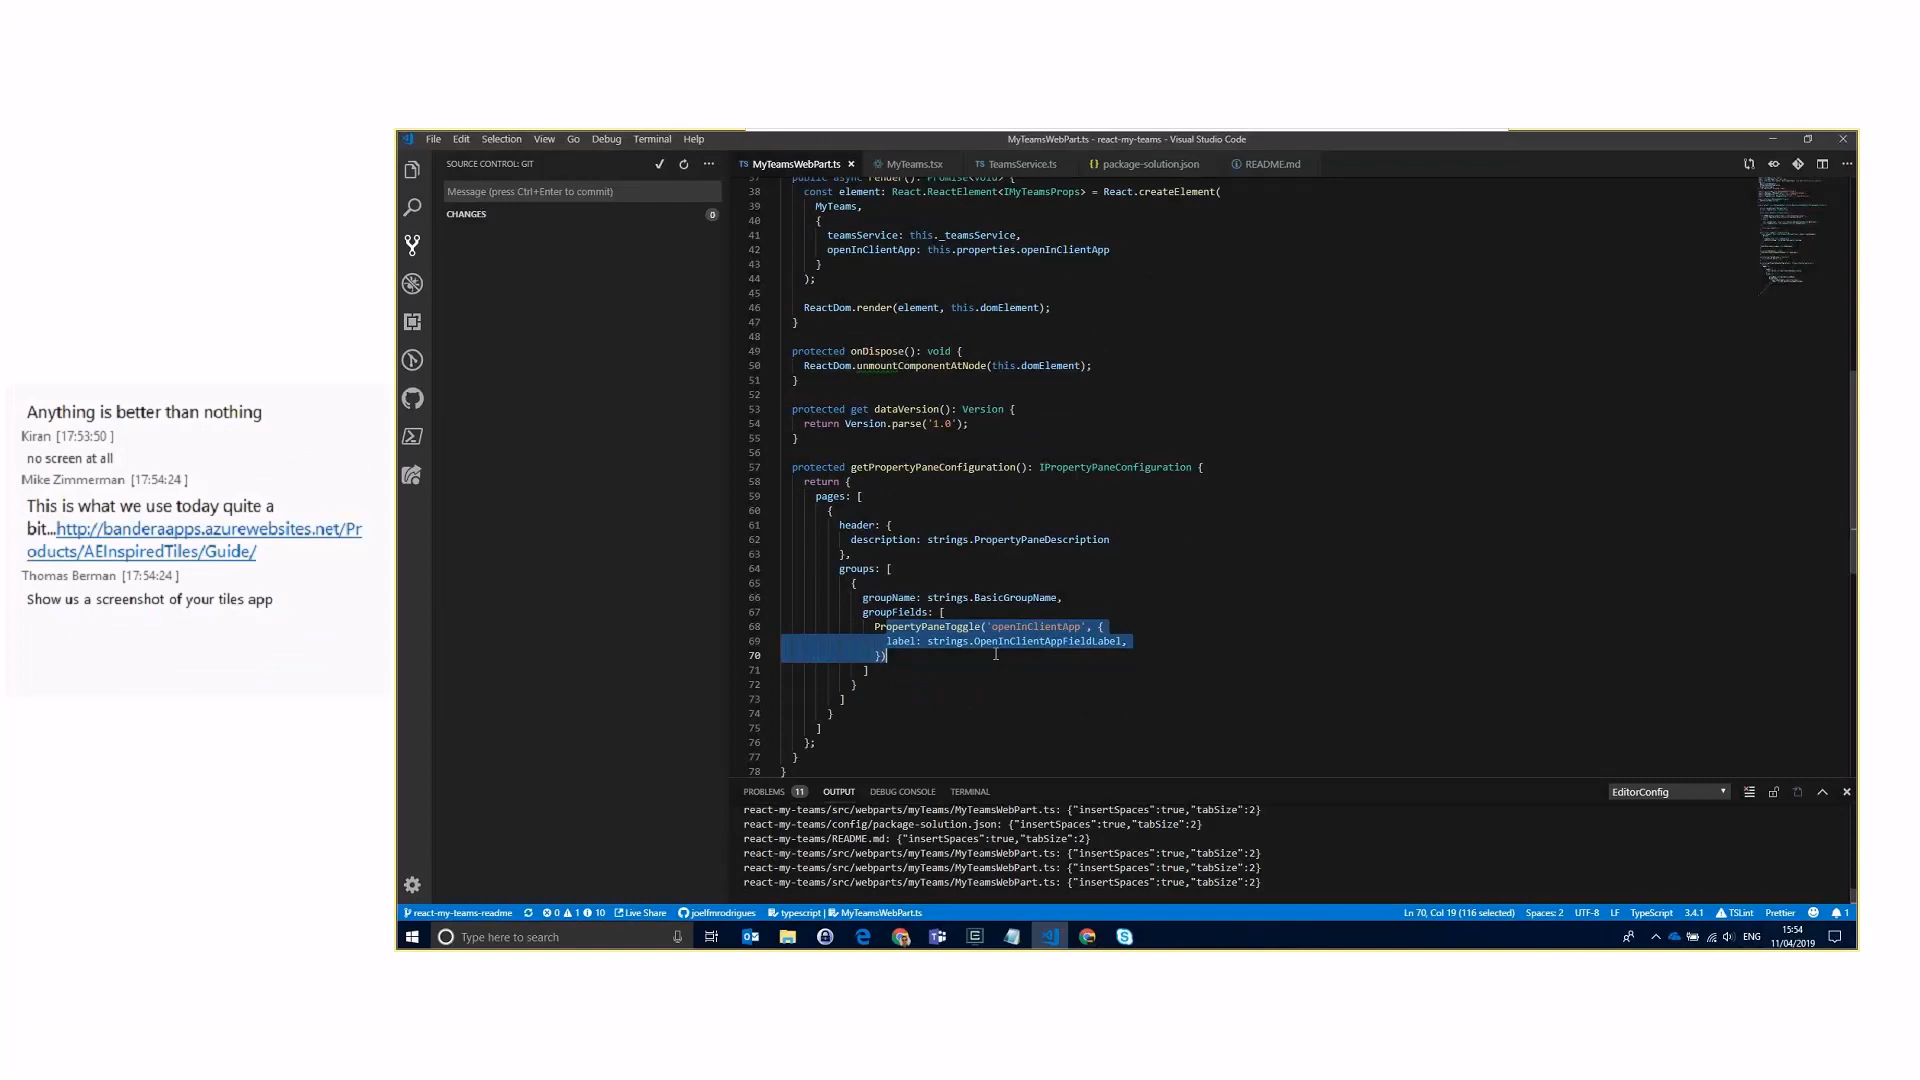 Anything is better than nothing
Kiran [17:53:50 ]
no screen at all
Mike Zimmerman [17:54:24 ]
This is what we use today quite a
bit...http://banderaapps.azurewebsites.net/Pr
oducts/AEInspiredTiles/Guide/
Thomas Berman [17:54:24 ]
Show us a screenshot of your tiles app
File Edit Selection View Go Debug Terminal Help
MyTeamsWebPart.ts - react-my-teams - Visual Studio Code
SOURCE CONTROL: GIT
Message (press Ctrl+Enter to commit)
CHANGES 0
TS MyTeamsWebPart.ts MyTeams.tsx TS TeamsService.ts {} package-solution.json README.md
37 public async render(): Promise<void> {
38 const element: React.ReactElement<IMyTeamsProps> = React.createElement(
39 MyTeams,
40 {
41 teamsService: this._teamsService,
42 openInClientApp: this.properties.openInClientApp
43 }
44 );
45
46 ReactDom.render(element, this.domElement);
47 }
48
49 protected onDispose(): void {
50 ReactDom.unmountComponentAtNode(this.domElement);
51 }
52
53 protected get dataVersion(): Version {
54 return Version.parse('1.0');
55 }
56
57 protected getPropertyPaneConfiguration(): IPropertyPaneConfiguration {
58 return {
59 pages: [
60 {
61 header: {
62 description: strings.PropertyPaneDescription
63 },
64 groups: [
65 {
66 groupName: strings.BasicGroupName,
67 groupFields: [
68 PropertyPaneToggle('openInClientApp', {
69 label: strings.OpenInClientAppFieldLabel,
70 })
71 ]
72 }
73 ]
74 }
75 ]
76 };
77 }
78 }
PROBLEMS 11 OUTPUT DEBUG CONSOLE TERMINAL EditorConfig
react-my-teams/src/webparts/myTeams/MyTeamsWebPart.ts: {"insertSpaces":true,"tabSize":2}
react-my-teams/config/package-solution.json: {"insertSpaces":true,"tabSize":2}
react-my-teams/README.md: {"insertSpaces":true,"tabSize":2}
react-my-teams/src/webparts/myTeams/MyTeamsWebPart.ts: {"insertSpaces":true,"tabSize":2}
react-my-teams/src/webparts/myTeams/MyTeamsWebPart.ts: {"insertSpaces":true,"tabSize":2}
react-my-teams/src/webparts/myTeams/MyTeamsWebPart.ts: {"insertSpaces":true,"tabSize":2}
react-my-teams-readme 0 1 10 Live Share joelfmrodrigues typescript | MyTeamsWebPart.ts Ln 70, Col 19 (116 selected) Spaces: 2 UTF-8 LF TypeScript 3.4.1 TSLint Prettier 1
Type here to search ENG
15:54
11/04/2019